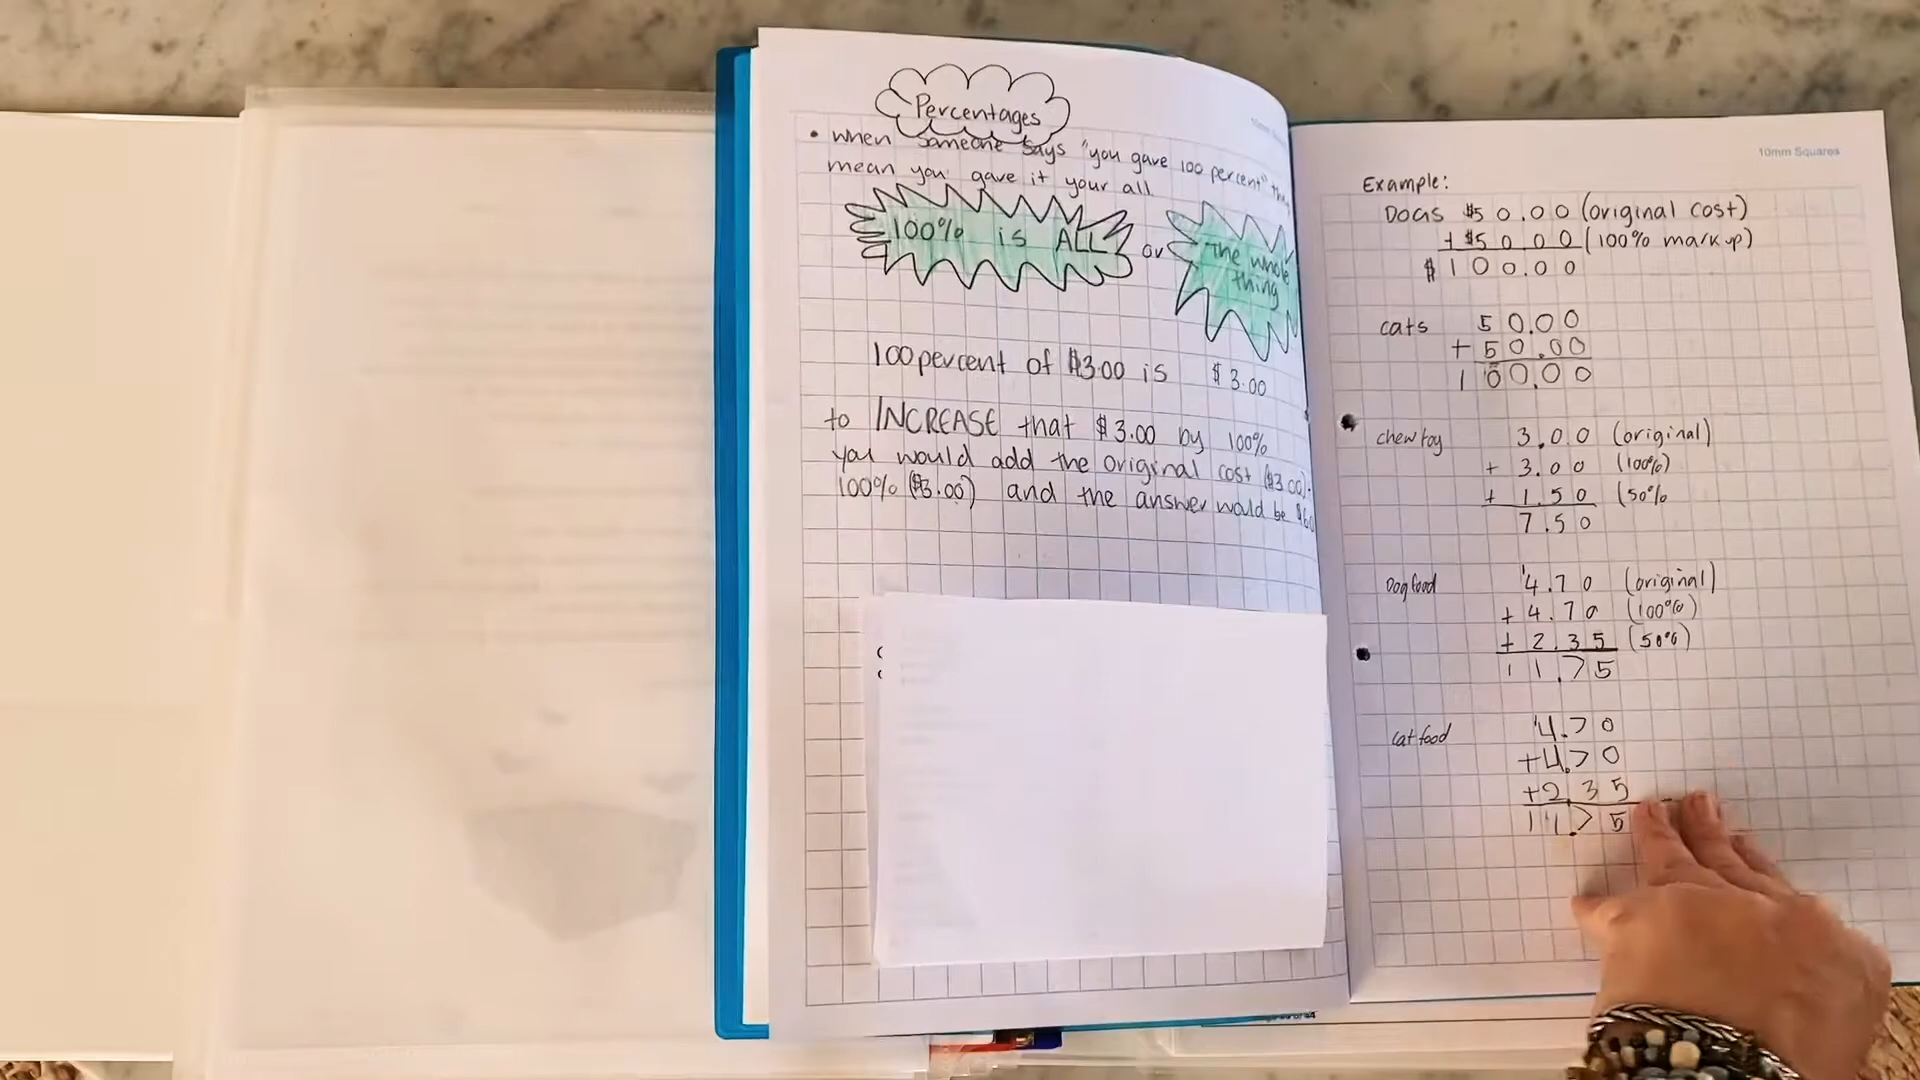 Percentages
• when someone says "you gave 100 percent"
mean you gave it your all
100% is ALL or The whole
thing
100 percent of $3.00 is $3.00
to INCREASE that $3.00 by 100%
you would add the original cost ($3.00)
100% ($3.00) and the answer would be
10mm Squares
Example:
DOGS $50.00 (original cost)
+ $50.00 (100% markup)
$100.00
cats 50.00
+ 50.00
100.00
chew toy 3.00 (original)
+ 3.00 (100%)
+ 1.50 (50%
7.50
Dog food 4.70 (original)
+ 4.70 (100%)
+ 2.35 (50%)
11.75
cat food 4.70
+4.70
+2.35
11.75